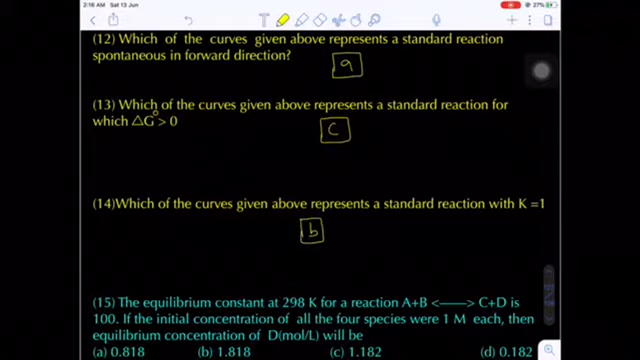 2:16 AM Sat 13 Jun
27%
T
(12) Which of the curves given above represents a standard reaction
spontaneous in forward direction?
a
(13) Which of the curves given above represents a standard reaction for
which △G° > 0
C
(14)Which of the curves given above represents a standard reaction with K =1
b
(15) The equilibrium constant at 298 K for a reaction A+B <——> C+D is
100. If the initial concentration of all the four species were 1 M each, then
equilibrium concentration of D(mol/L) will be
(a) 0.818 (b) 1.818 (c) 1.182 (d) 0.182